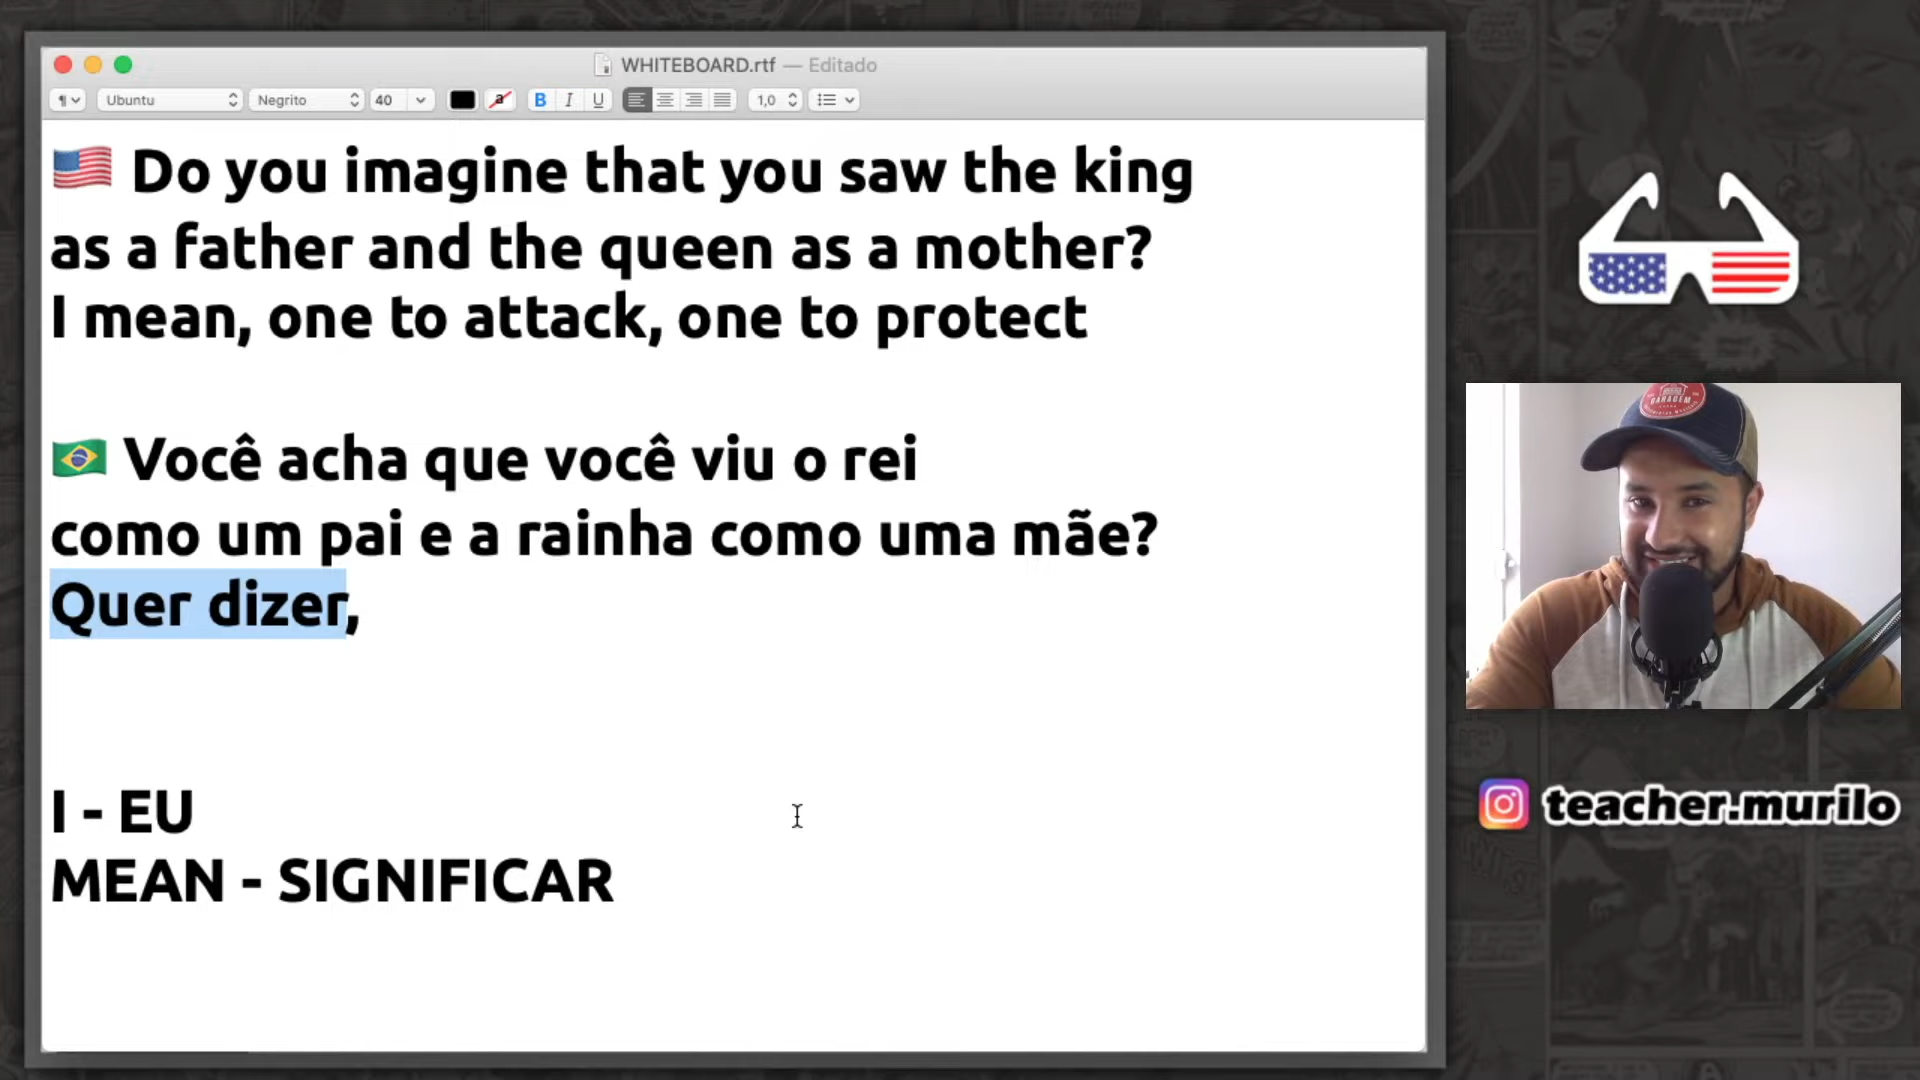 WHITEBOARD.rtf — Editado
¶ Ubuntu Negrito 40 a B I U 1,0
🇺🇸 Do you imagine that you saw the king
as a father and the queen as a mother?
I mean, one to attack, one to protect
🇧🇷 Você acha que você viu o rei
como um pai e a rainha como uma mãe?
Quer dizer,
I - EU
MEAN - SIGNIFICAR
GARAGEM
teacher.murilo